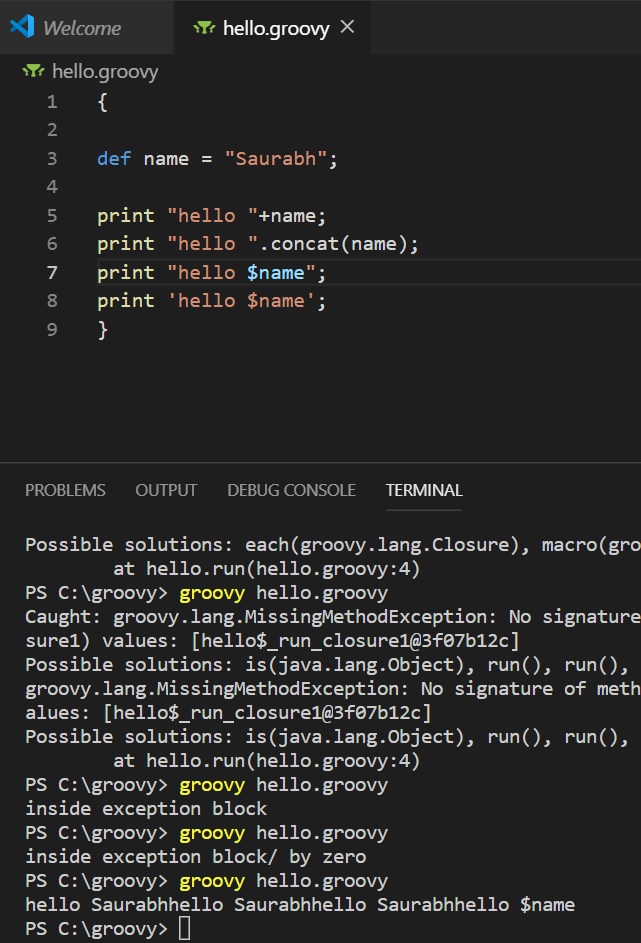 Welcome hello.groovy
hello.groovy
1 {
2
3 def name = "Saurabh";
4
5 print "hello "+name;
6 print "hello ".concat(name);
7 print "hello $name";
8 print 'hello $name';
9 }
PROBLEMS OUTPUT DEBUG CONSOLE TERMINAL
Possible solutions: each(groovy.lang.Closure), macro(gro
at hello.run(hello.groovy:4)
PS C:\groovy> groovy hello.groovy
Caught: groovy.lang.MissingMethodException: No signature
sure1) values: [hello$_run_closure1@3f07b12c]
Possible solutions: is(java.lang.Object), run(), run(),
groovy.lang.MissingMethodException: No signature of meth
alues: [hello$_run_closure1@3f07b12c]
Possible solutions: is(java.lang.Object), run(), run(),
at hello.run(hello.groovy:4)
PS C:\groovy> groovy hello.groovy
inside exception block
PS C:\groovy> groovy hello.groovy
inside exception block/ by zero
PS C:\groovy> groovy hello.groovy
hello Saurabhhello Saurabhhello Saurabhhello $name
PS C:\groovy>